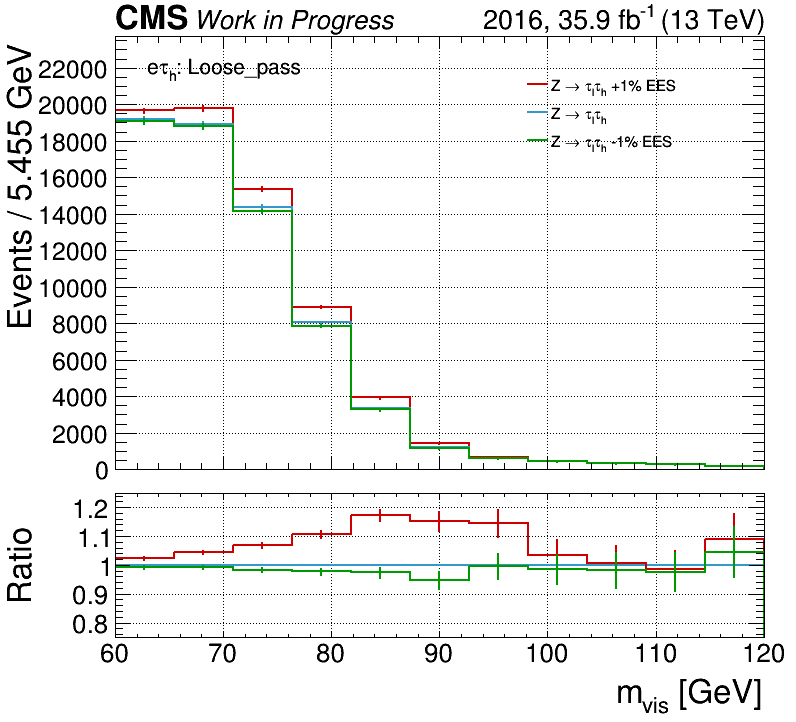 CMS Work in Progress 2016, 35.9 fb⁻¹ (13 TeV)
eτₕ: Loose_pass
Z → τₗτₕ +1% EES
Z → τₗτₕ
Z → τₗτₕ -1% EES
Events / 5.455 GeV
22000
20000
18000
16000
14000
12000
10000
8000
6000
4000
2000
0
Ratio
1.2
1.1
1
0.9
0.8
60 70 80 90 100 110 120
m_vis [GeV]